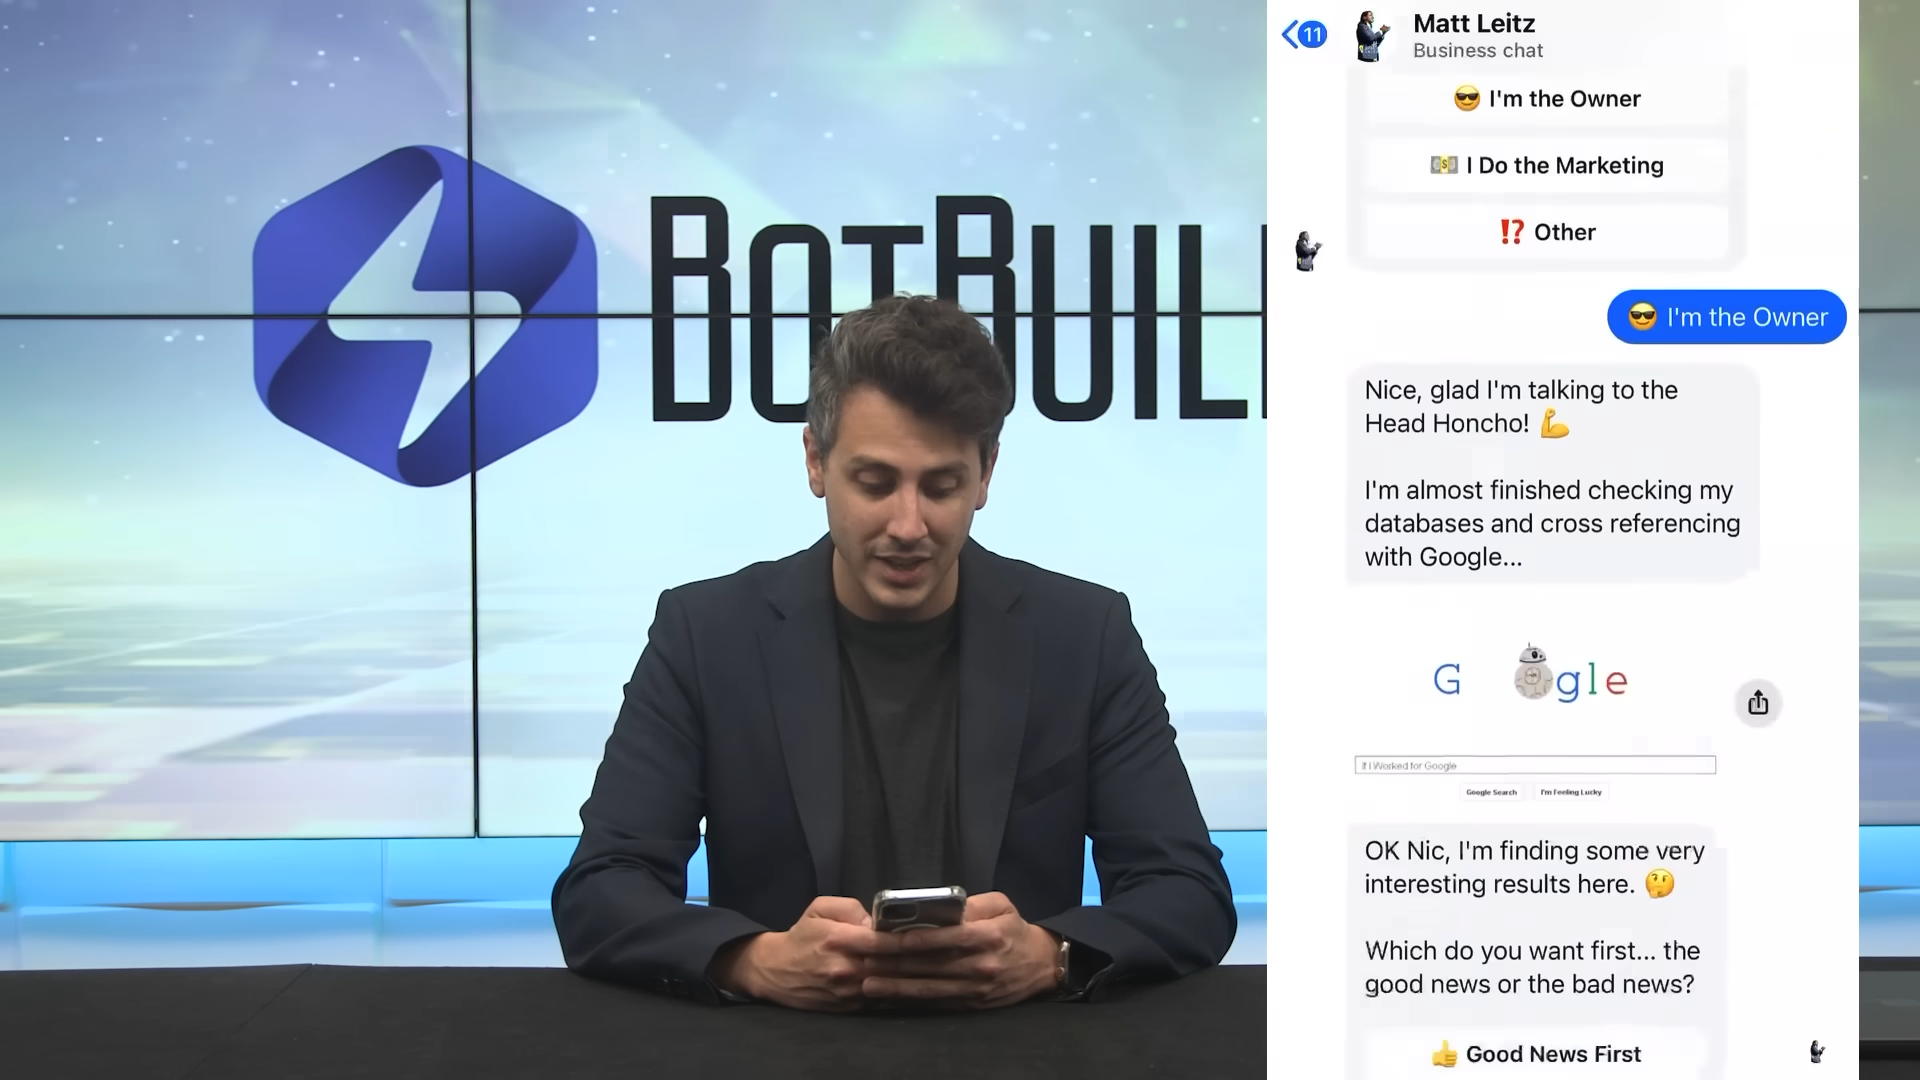 BOTBUIL
11
Matt Leitz
Business chat
😎 I'm the Owner
💵 I Do the Marketing
⁉️ Other
😎 I'm the Owner
Nice, glad I'm talking to the
Head Honcho! 💪
I'm almost finished checking my
databases and cross referencing
with Google...
G gle
If I Worked for Google
Google Search I'm Feeling Lucky
OK Nic, I'm finding some very
interesting results here. 🤔
Which do you want first... the
good news or the bad news?
👍 Good News First